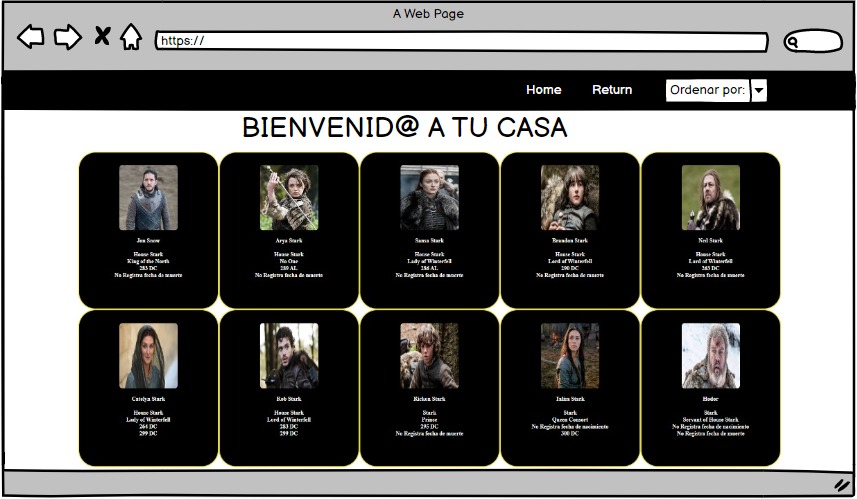 A Web Page
https://
Home Return Ordenar por:
BIENVENID@ A TU CASA
Jon Snow
House Stark
King of the North
283 DC
No Registra fecha de muerte
Arya Stark
House Stark
No One
289 AL
No Registra fecha de muerte
Sansa Stark
House Stark
Lady of Winterfell
286 AL
No Registra fecha de muerte
Brandon Stark
House Stark
Lord of Winterfell
290 DC
No Registra fecha de muerte
Ned Stark
House Stark
Lord of Winterfell
263 DC
No Registra fecha de muerte
Catelyn Stark
House Stark
Lady of Winterfell
264 DC
299 DC
Rob Stark
House Stark
Lord of Winterfell
283 DC
299 DC
Rickon Stark
Stark
Prince
295 DC
No Registra fecha de muerte
Talisa Stark
Stark
Queen Consort
No Registra fecha de nacimiento
300 DC
Hodor
Stark
Servant of House Stark
No Registra fecha de nacimiento
No Registra fecha de muerte